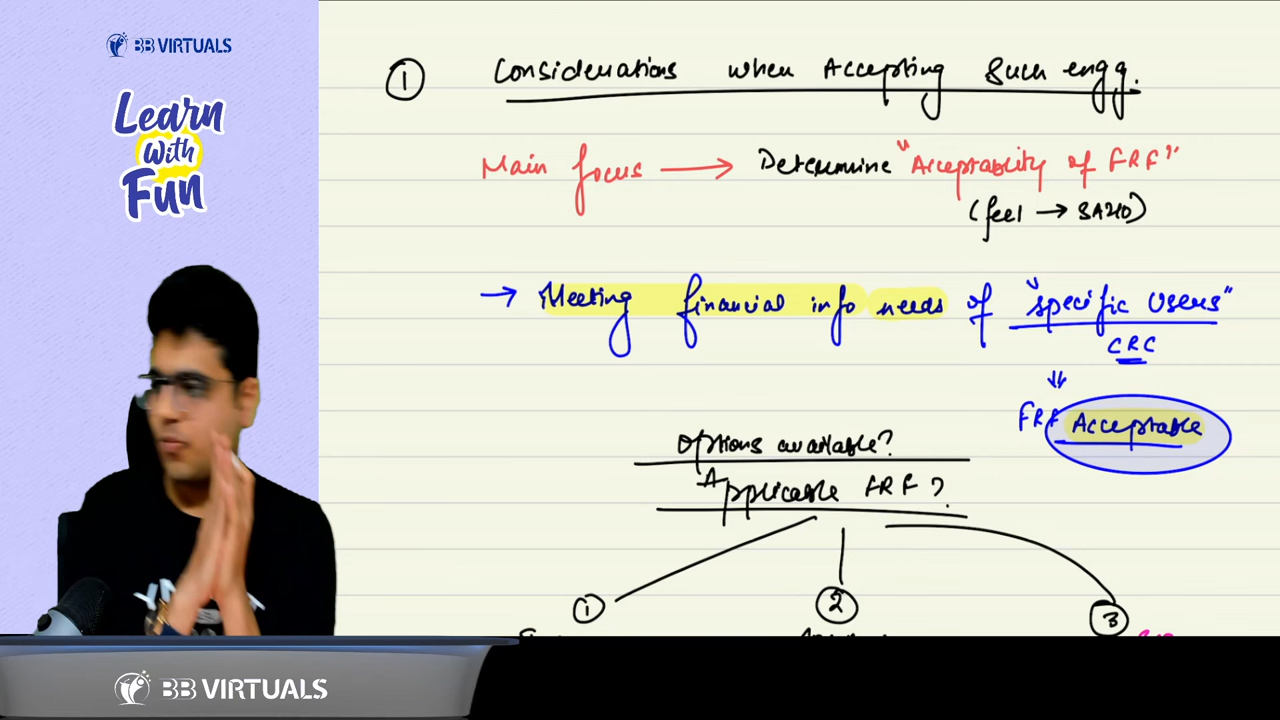 BB VIRTUALS
Learn
With
Fun
① Considerations when Accepting Such engg.
Main focus → Determine "Acceptability of FRF"
(feel → SA210)
→ Meeting financial info needs of "specific Users"
CRC
⇓
FRF Acceptable
Options available?
Applicable FRF?
① ② ③
BB VIRTUALS